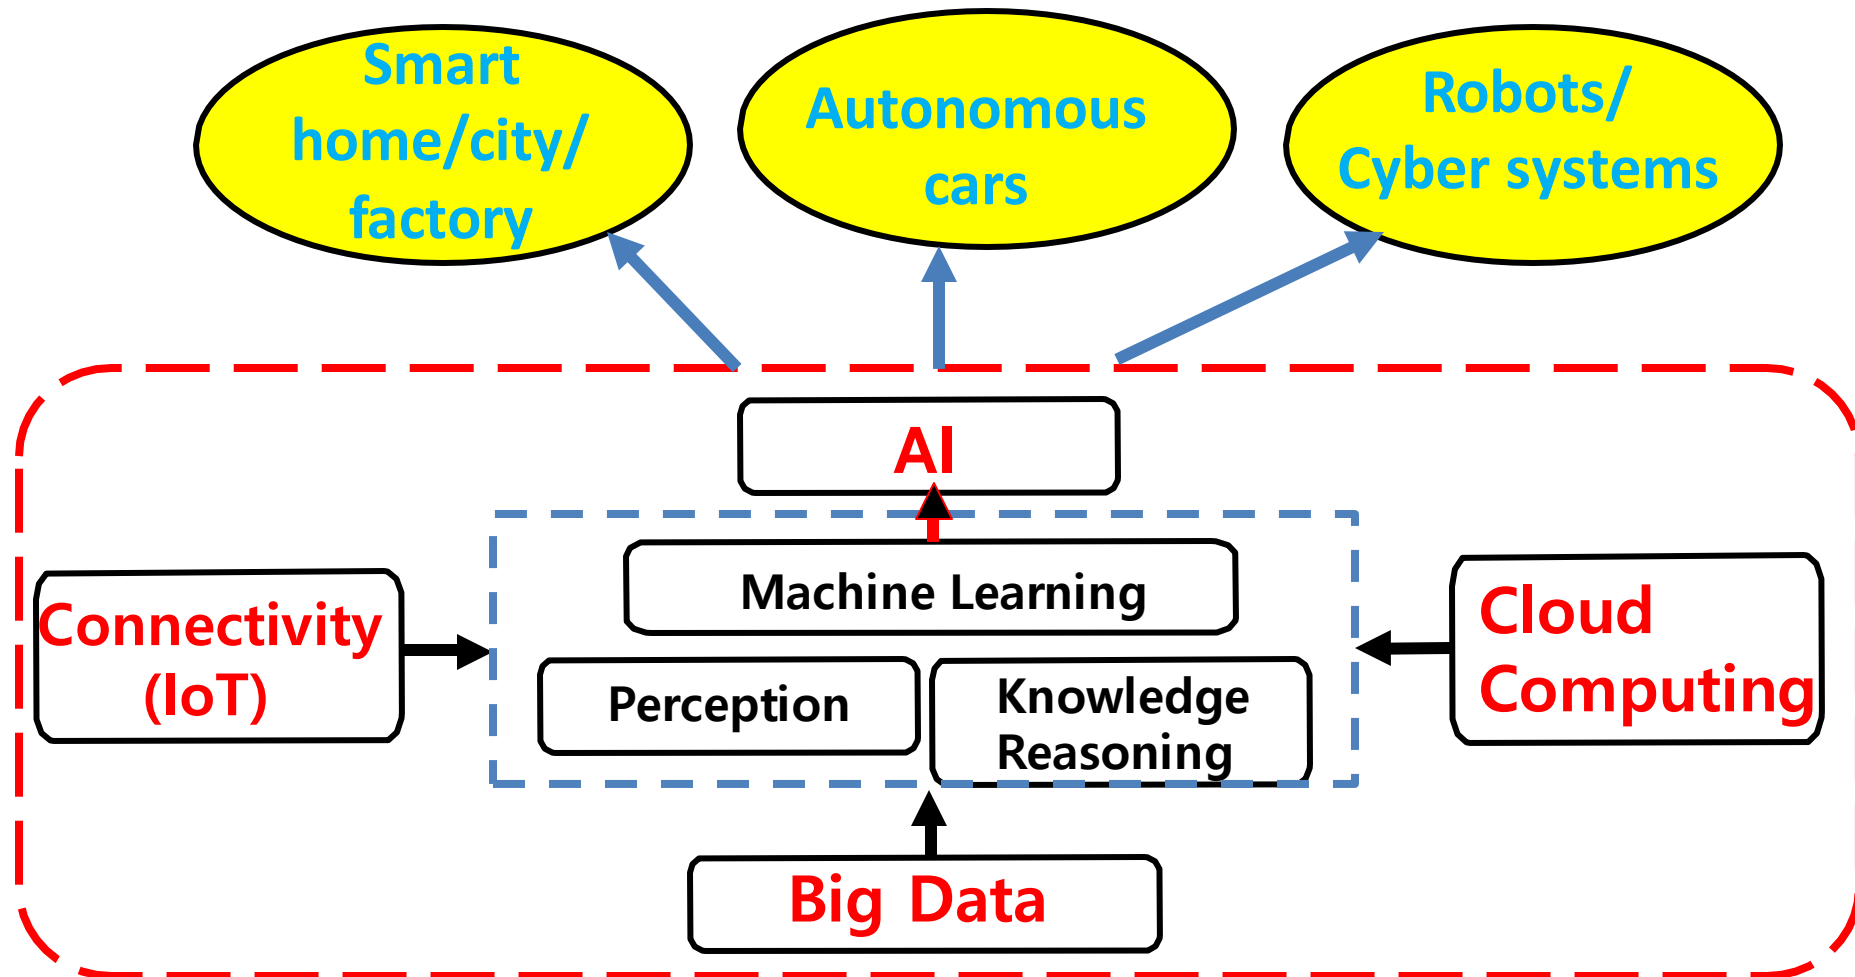 Smart
home/city/
factory
Autonomous
cars
Robots/
Cyber systems
AI
Machine Learning
Connectivity
(IoT)
Perception
Knowledge
Reasoning
Cloud
Computing
Big Data